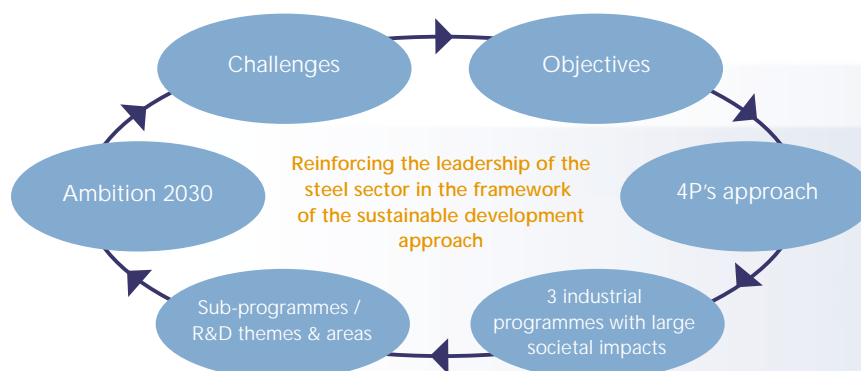 Challenges
Objectives
Ambition 2030
Reinforcing the leadership of the
steel sector in the framework
of the sustainable development
approach
4P's approach
Sub-programmes /
R&D themes & areas
3 industrial
programmes with large
societal impacts